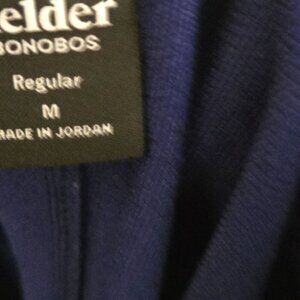 elder
BONOBOS
Regular
M
MADE IN JORDAN